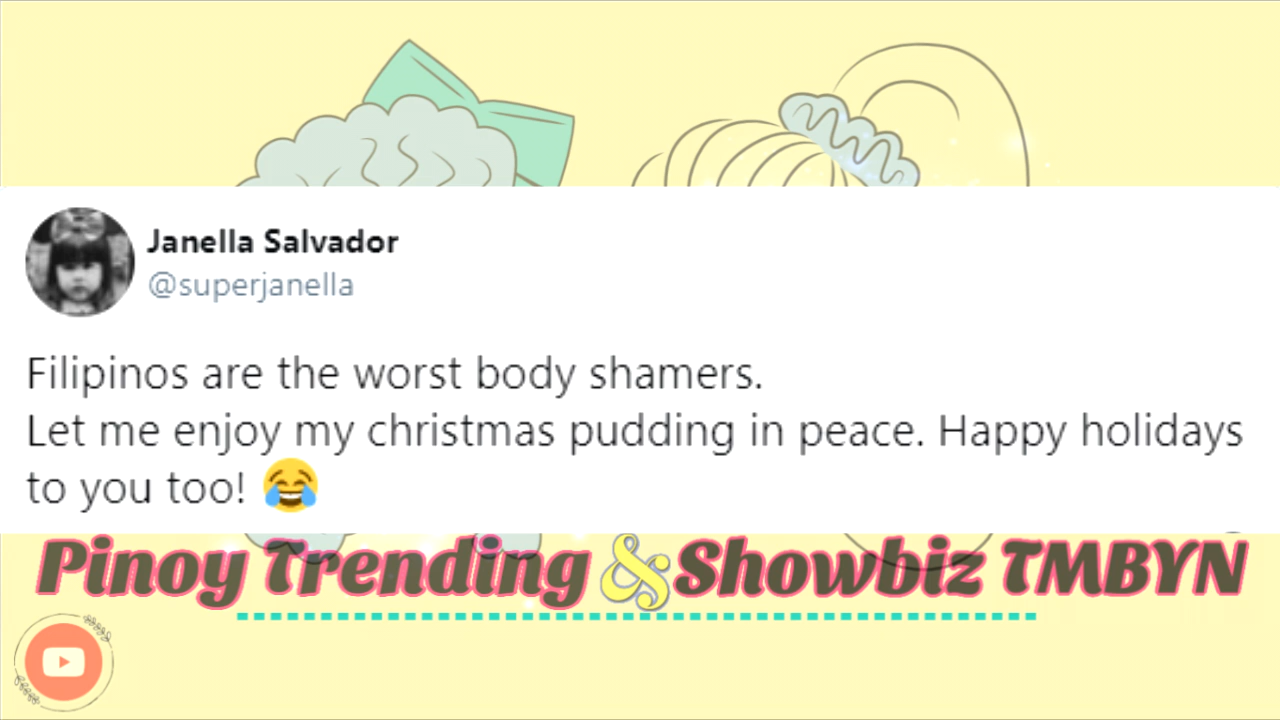 Janella Salvador
@superjanella
Filipinos are the worst body shamers.
Let me enjoy my christmas pudding in peace. Happy holidays
to you too! 😂
Pinoy Trending & Showbiz TMBYN